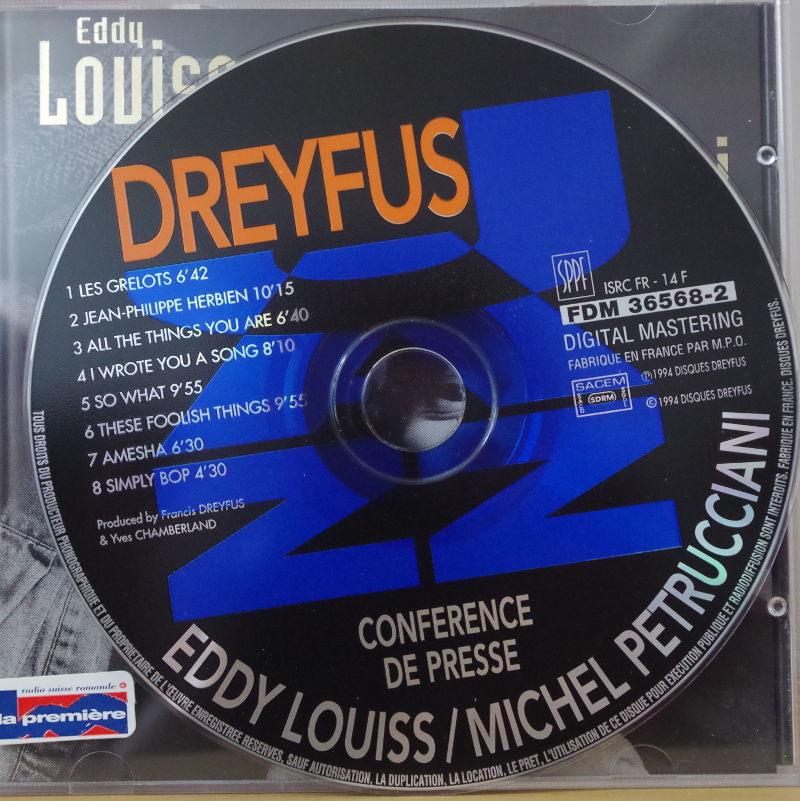 Eddy
Louiss
DREYFUS
1 LES GRELOTS 6'42
2 JEAN-PHILIPPE HERBIEN 10'15
3 ALL THE THINGS YOU ARE 6'40
4 I WROTE YOU A SONG 8'10
5 SO WHAT 9'55
6 THESE FOOLISH THINGS 9'55
7 AMESHA 6'30
8 SIMPLY BOP 4'30
Produced by Francis DREYFUS
& Yves CHAMBERLAND
SPPF
ISRC FR - 14 F
FDM 36568-2
DIGITAL MASTERING
FABRIQUE EN FRANCE PAR M.P.O.
SACEM
SACD SDRM SGDL
℗ 1994 DISQUES DREYFUS
© 1994 DISQUES DREYFUS
JAZZ
CONFERENCE
DE PRESSE
EDDY LOUISS / MICHEL PETRUCCIANI
TOUS DROITS DU PRODUCTEUR PHONOGRAPHIQUE ET DU PROPRIETAIRE DE L'ŒUVRE ENREGISTREE RESERVES, SAUF AUTORISATION, LA DUPLICATION, LA LOCATION, LE PRET, L'UTILISATION DE CE DISQUE POUR EXECUTION PUBLIQUE ET RADIODIFFUSION SONT INTERDITS. FABRIQUE EN FRANCE. DISQUES DREYFUS.
radio suisse romande
la première